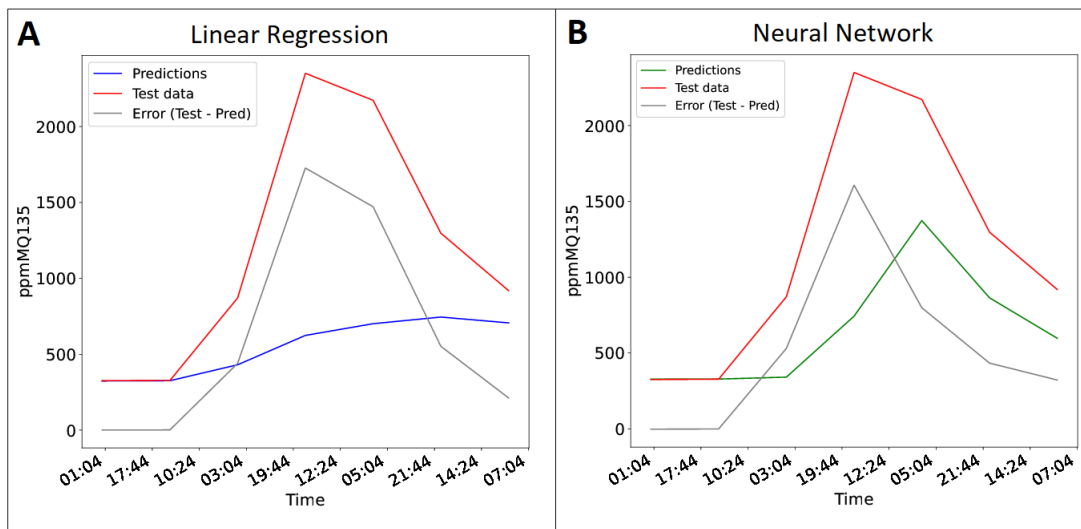 A
Linear Regression
Predictions
Test data
Error (Test - Pred)
2000
1500
1000
500
0
ppmMQ135
01:04
17:44
10:24
03:04
19:44
12:24
05:04
21:44
14:24
07:04
Time
B
Neural Network
Predictions
Test data
Error (Test - Pred)
2000
1500
1000
500
0
ppmMQ135
01:04
17:44
10:24
03:04
19:44
12:24
05:04
21:44
14:24
07:04
Time